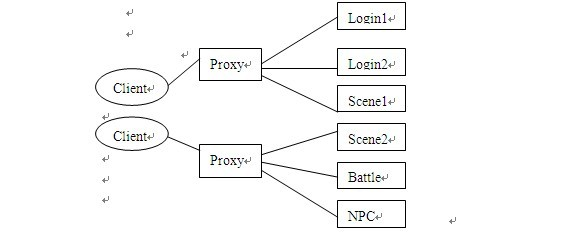 Login1
Proxy
Login2
Client
Scene1
Client
Scene2
Proxy
Battle
NPC